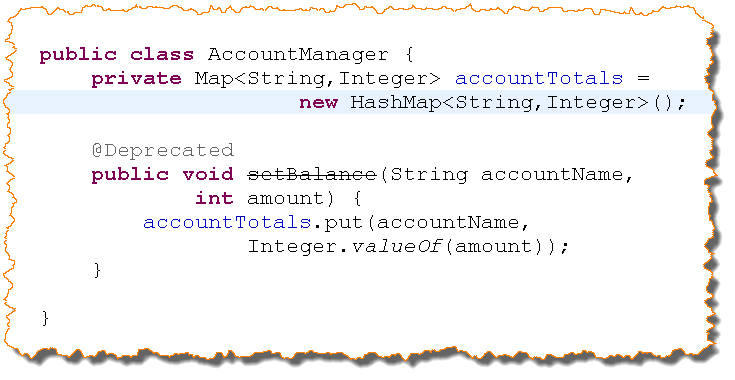 public class AccountManager {
    private Map<String,Integer> accountTotals =
                    new HashMap<String,Integer>();
    @Deprecated
    public void setBalance(String accountName,
            int amount) {
        accountTotals.put(accountName,
                Integer.valueOf(amount));
    }
}